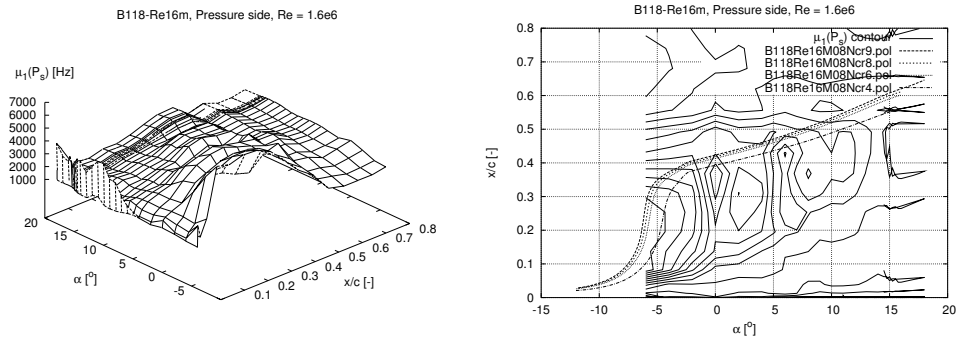 B118-Re16m, Pressure side, Re = 1.6e6
μ1(Ps) [Hz]
7000
6000
5000
4000
3000
2000
1000
20
15
10
5
0
-5
α [°]
0.1
0.2
0.3
0.4
0.5
0.6
0.7
0.8
x/c [-]
B118-Re16m, Pressure side, Re = 1.6e6
μ1(Ps) contour
B118Re16M08Ncr9.pol
B118Re16M08Ncr8.pol
B118Re16M08Ncr6.pol
B118Re16M08Ncr4.pol
0.8
0.7
0.6
0.5
0.4
0.3
0.2
0.1
0
x/c [-]
-15 -10 -5 0 5 10 15 20
α [°]